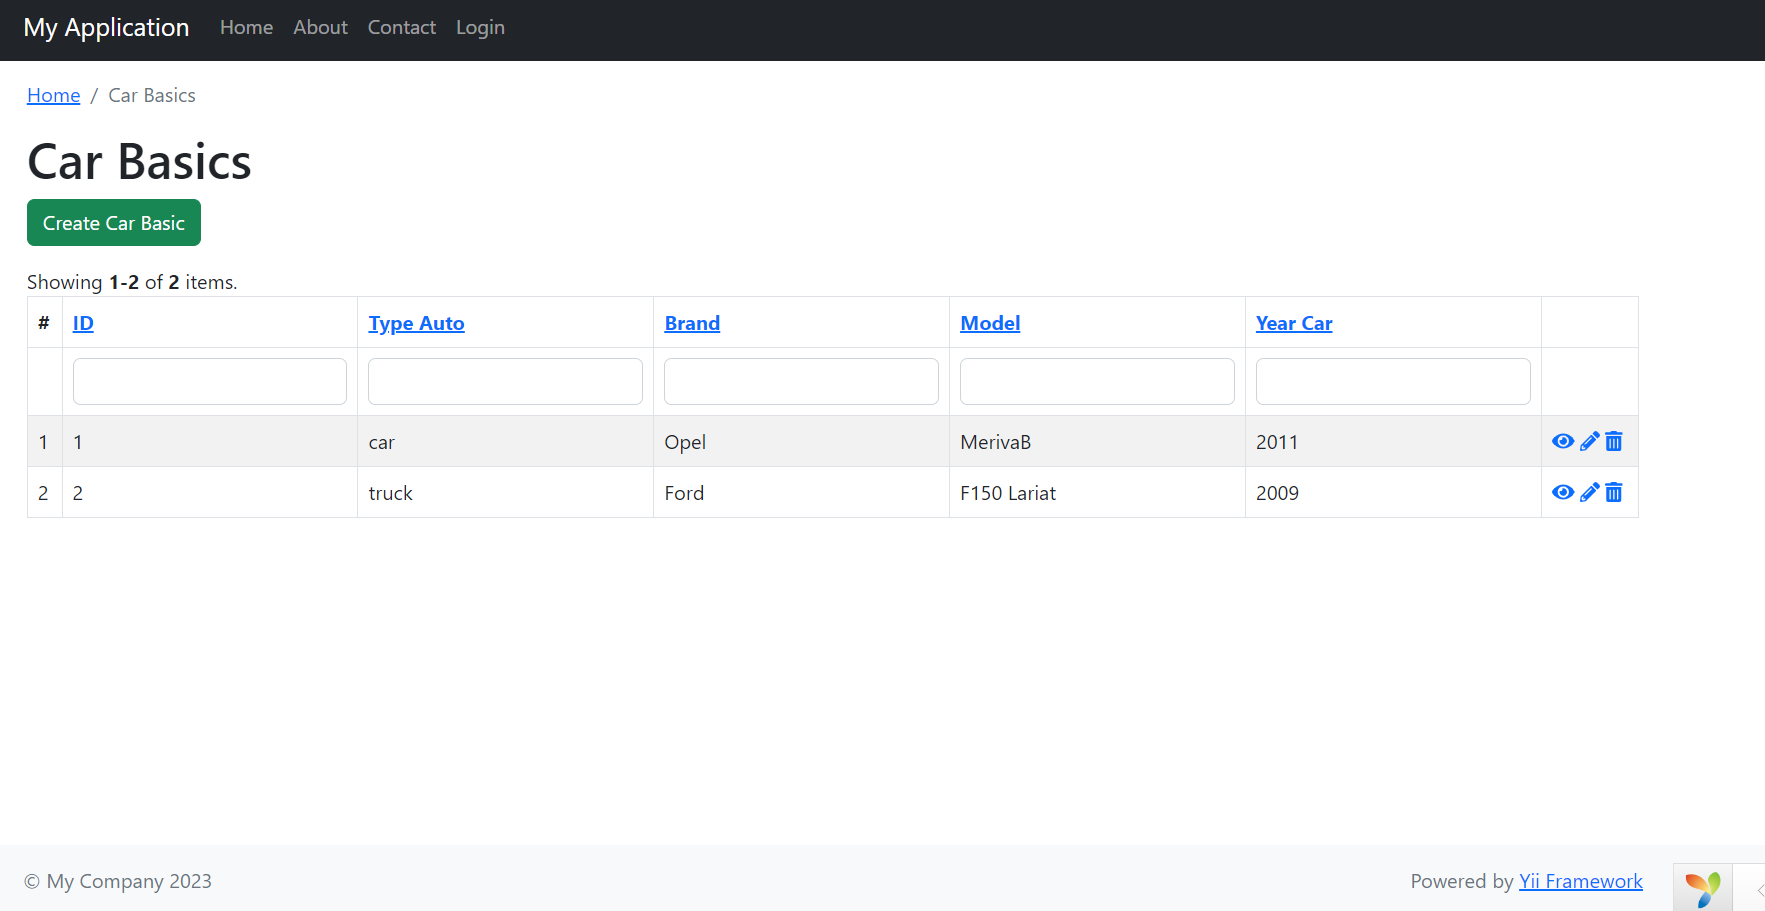 My Application Home About Contact Login
Home / Car Basics
Car Basics
Create Car Basic
Showing 1-2 of 2 items.
# ID Type Auto Brand Model Year Car
1 1 car Opel MerivaB 2011
2 2 truck Ford F150 Lariat 2009
© My Company 2023 Powered by Yii Framework